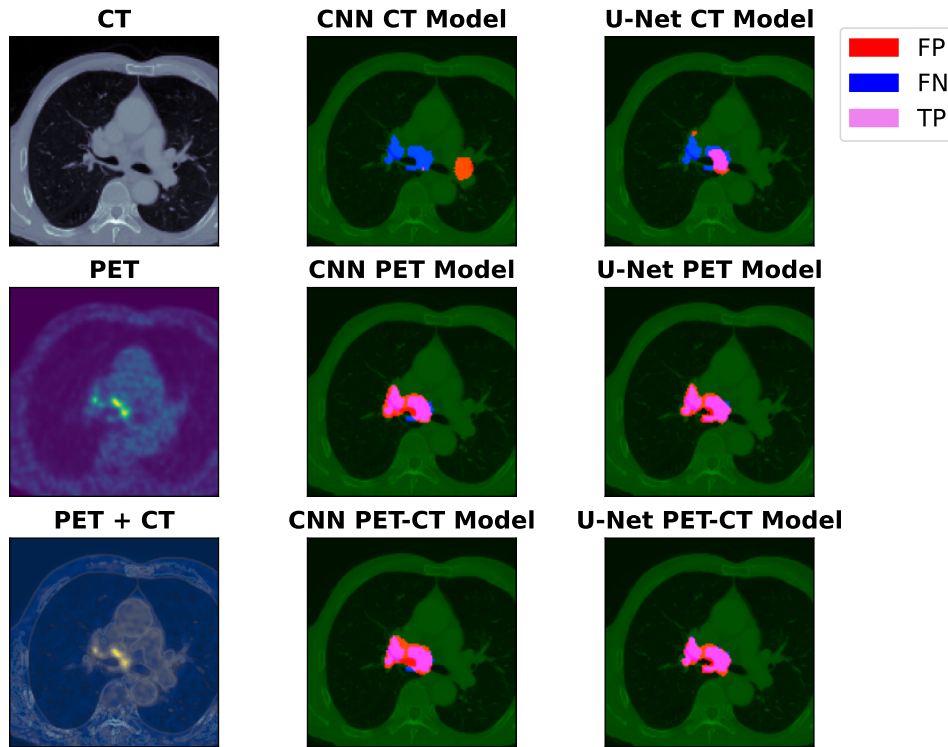 CT
CNN CT Model
U-Net CT Model
FP
FN
TP
PET
CNN PET Model
U-Net PET Model
PET + CT
CNN PET-CT Model
U-Net PET-CT Model